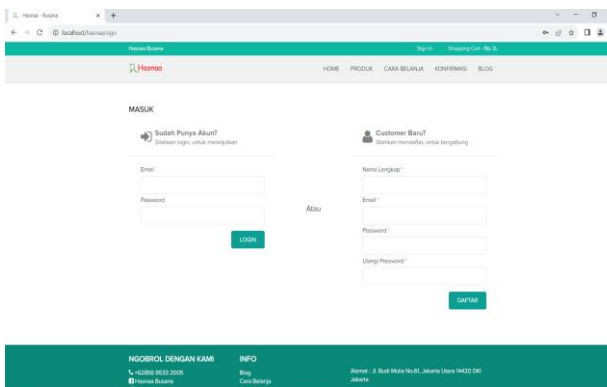 Hasnaa - Busana
localhost/hasnaa/sign
Hasnaa Busana
Sign In
Shopping Cart - Rp. 0,-
Hasnaa
HOME PRODUK CARA BELANJA KONFIRMASI BLOG
MASUK
Sudah Punya Akun?
Silahkan login, untuk melanjutkan
Email
Password
LOGIN
Atau
Customer Baru?
Silahkan mendaftar, untuk bergabung
Nama Lengkap *
Email *
Password *
Ulangi Password *
DAFTAR
NGOBROL DENGAN KAMI
+62856 9533 2005
Hasnaa Busana
INFO
Blog
Cara Belanja
Alamat : Jl. Budi Mulia No.61, Jakarta Utara 14420 DKI
Jakarta